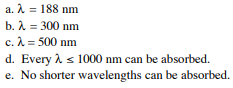 a. λ = 188 nm
b. λ = 300 nm
c. λ = 500 nm
d. Every λ ≤ 1000 nm can be absorbed.
e. No shorter wavelengths can be absorbed.